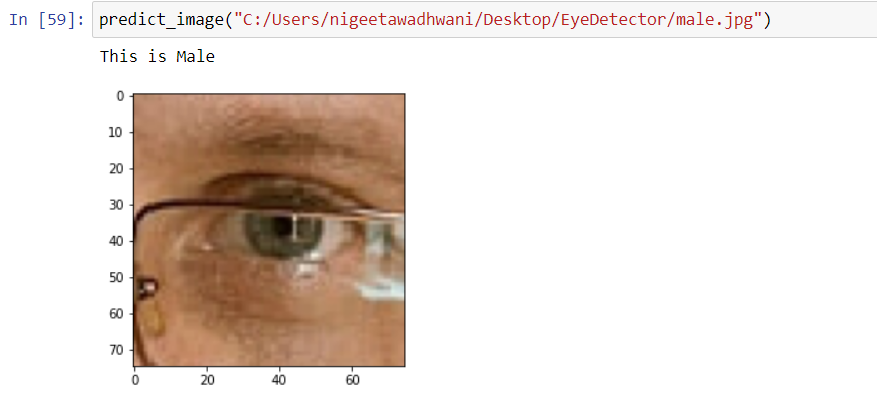 In [59]: predict_image("C:/Users/nigeetawadhwani/Desktop/EyeDetector/male.jpg")
This is Male
0
10
20
30
40
50
60
70
0 20 40 60